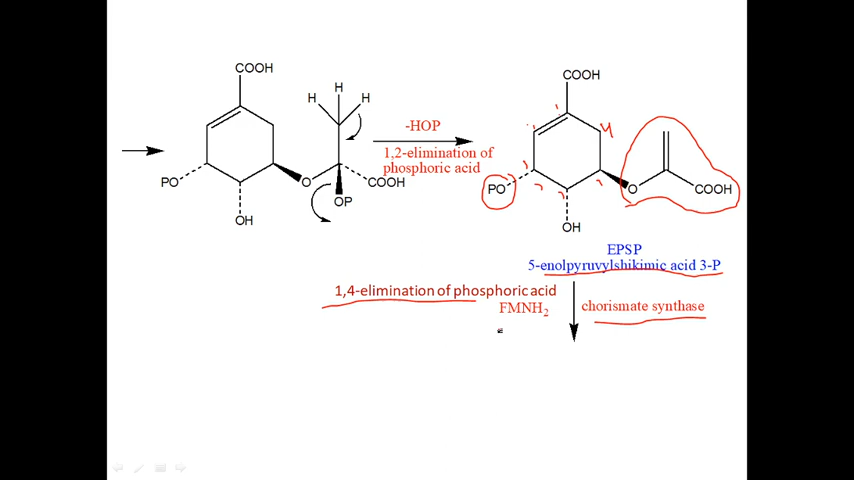 COOH
COOH
H
H
H
-HOP
1,2-elimination of
phosphoric acid
PO
O
COOH
OP
OH
PO
O
COOH
OH
EPSP
5-enolpyruvylshikimic acid 3-P
1,4-elimination of phosphoric acid
FMNH2
chorismate synthase